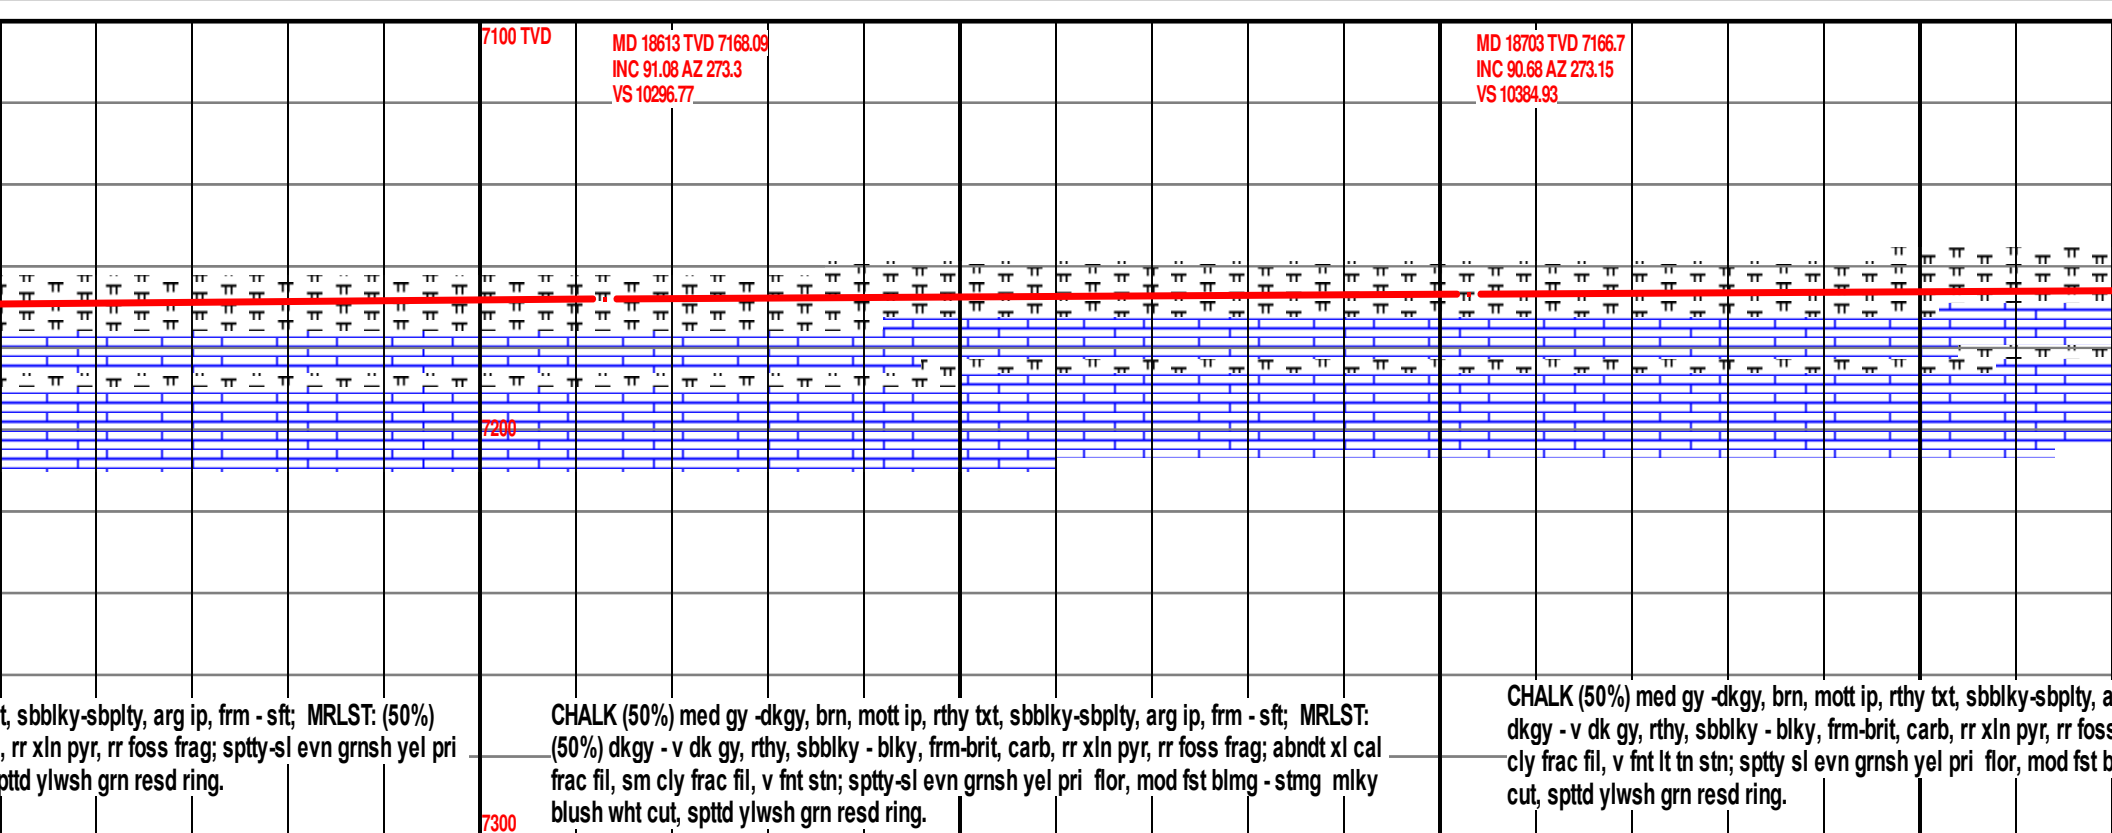 7100 TVD
MD 18613 TVD 7168.09
INC 91.08 AZ 273.3
VS 10296.77
MD 18703 TVD 7166.7
INC 90.68 AZ 273.15
VS 10384.93
7200
t, sbblky-sbplty, arg ip, frm - sft;  MRLST: (50%)
, rr xln pyr, rr foss frag; sptty-sl evn grnsh yel pri
pttd ylwsh grn resd ring.
CHALK (50%) med gy -dkgy, brn, mott ip, rthy txt, sbblky-sbplty, arg ip, frm - sft;  MRLST:
(50%) dkgy - v dk gy, rthy, sbblky - blky, frm-brit, carb, rr xln pyr, rr foss frag; abndt xl cal
frac fil, sm cly frac fil, v fnt stn; sptty-sl evn grnsh yel pri  flor, mod fst blmg - stmg  mlky
blush wht cut, spttd ylwsh grn resd ring.
CHALK (50%) med gy -dkgy, brn, mott ip, rthy txt, sbblky-sbplty, a
dkgy - v dk gy, rthy, sbblky - blky, frm-brit, carb, rr xln pyr, rr foss
cly frac fil, v fnt lt tn stn; sptty sl evn grnsh yel pri  flor, mod fst b
cut, spttd ylwsh grn resd ring.
7300